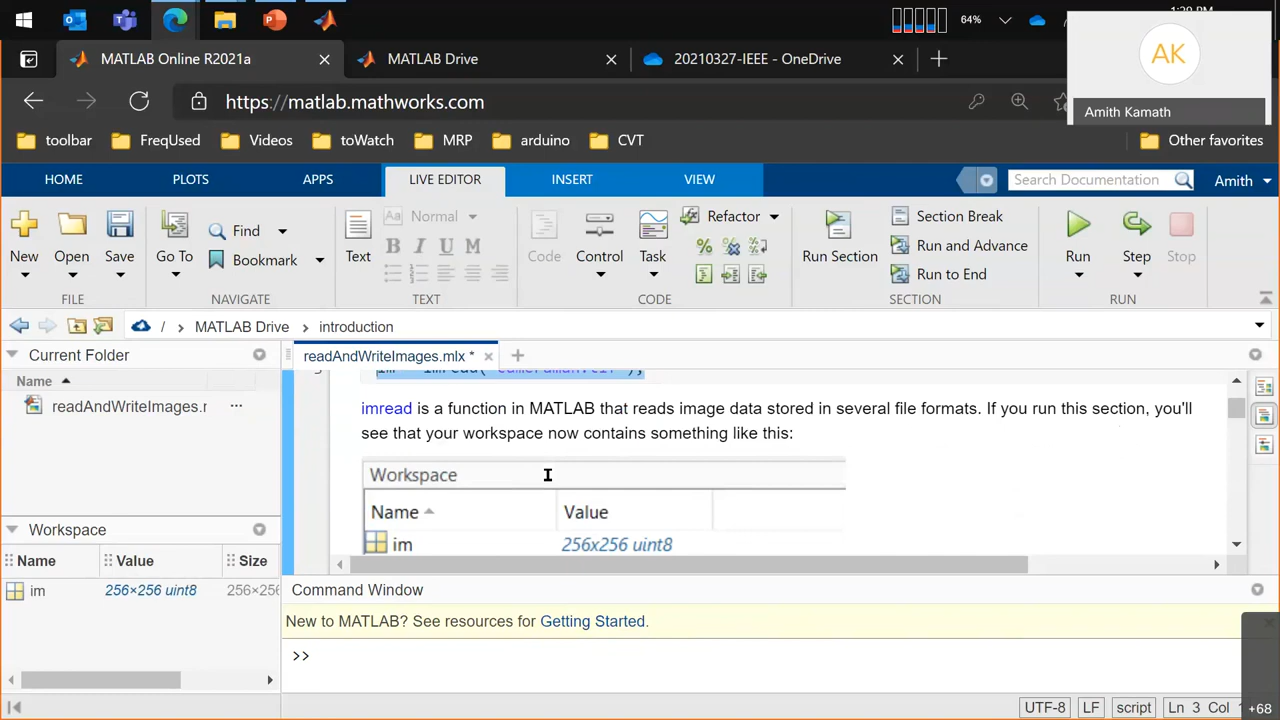 64%
MATLAB Online R2021a
MATLAB Drive
20210327-IEEE - OneDrive
AK
Amith Kamath
https://matlab.mathworks.com
toolbar
FreqUsed
Videos
toWatch
MRP
arduino
CVT
Other favorites
HOME
PLOTS
APPS
LIVE EDITOR
INSERT
VIEW
Search Documentation
Amith
New
Open
Save
FILE
Go To
Find
Bookmark
NAVIGATE
Text
Aa Normal
B I U M
TEXT
Code
Control
Task
Refactor
CODE
Run Section
Section Break
Run and Advance
Run to End
SECTION
Run
Step
Stop
RUN
/ › MATLAB Drive › introduction
Current Folder
Name
readAndWriteImages.r
readAndWriteImages.mlx *
imread is a function in MATLAB that reads image data stored in several file formats. If you run this section, you'll
see that your workspace now contains something like this:
Workspace
Name Value
im 256x256 uint8
Workspace
Name Value Size
im 256×256 uint8 256×25
Command Window
New to MATLAB? See resources for Getting Started.
>>
UTF-8 LF script Ln 3 Col
+68